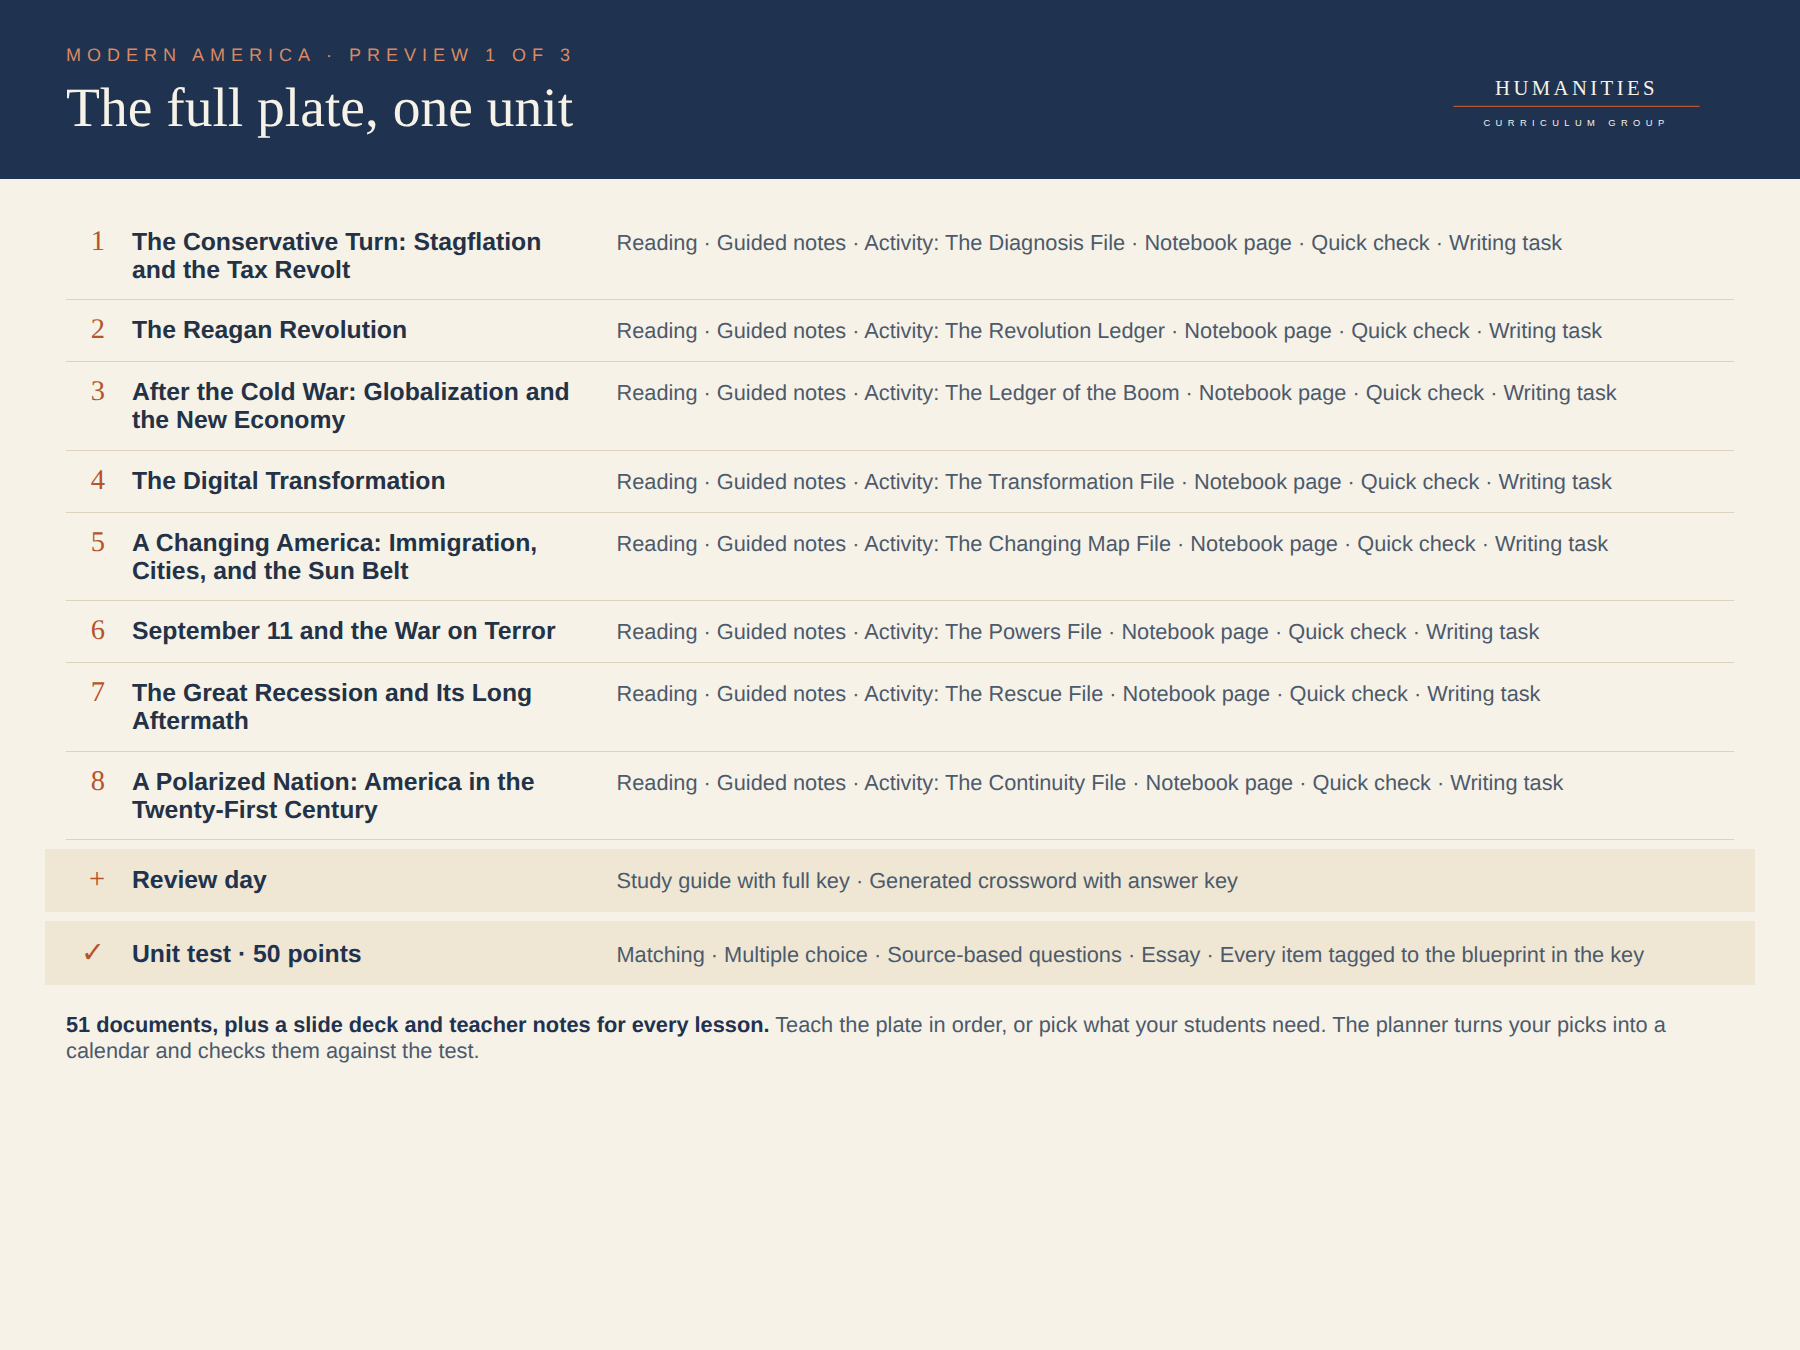 MODERN AMERICA · PREVIEW 1 OF 3
The full plate, one unit
HUMANITIES
CURRICULUM GROUP
1 The Conservative Turn: Stagflation and the Tax Revolt
Reading · Guided notes · Activity: The Diagnosis File · Notebook page · Quick check · Writing task
2 The Reagan Revolution
Reading · Guided notes · Activity: The Revolution Ledger · Notebook page · Quick check · Writing task
3 After the Cold War: Globalization and the New Economy
Reading · Guided notes · Activity: The Ledger of the Boom · Notebook page · Quick check · Writing task
4 The Digital Transformation
Reading · Guided notes · Activity: The Transformation File · Notebook page · Quick check · Writing task
5 A Changing America: Immigration, Cities, and the Sun Belt
Reading · Guided notes · Activity: The Changing Map File · Notebook page · Quick check · Writing task
6 September 11 and the War on Terror
Reading · Guided notes · Activity: The Powers File · Notebook page · Quick check · Writing task
7 The Great Recession and Its Long Aftermath
Reading · Guided notes · Activity: The Rescue File · Notebook page · Quick check · Writing task
8 A Polarized Nation: America in the Twenty-First Century
Reading · Guided notes · Activity: The Continuity File · Notebook page · Quick check · Writing task
+ Review day
Study guide with full key · Generated crossword with answer key
✓ Unit test · 50 points
Matching · Multiple choice · Source-based questions · Essay · Every item tagged to the blueprint in the key
51 documents, plus a slide deck and teacher notes for every lesson. Teach the plate in order, or pick what your students need. The planner turns your picks into a
calendar and checks them against the test.